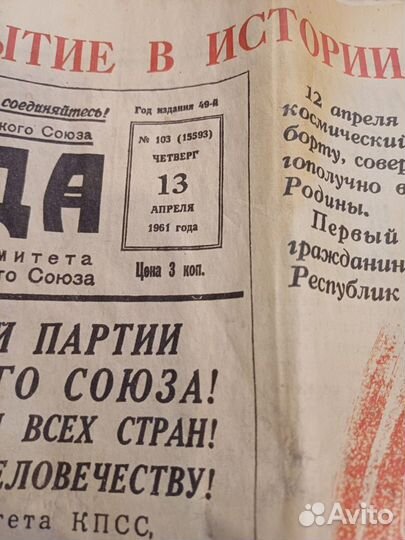 ЫТИЕ В ИСТОРИИ
соединяйтесь!
кого Союза
ДА
митета
го Союза
Год издания 49-й
№ 103 (15593)
ЧЕТВЕРГ
13
АПРЕЛЯ
1961 года
Цена 3 коп.
Й ПАРТИИ
ГО СОЮЗА!
И ВСЕХ СТРАН!
ЕЛОВЕЧЕСТВУ!
тета КПСС,
12 апреля
космический
борту, совер
гополучно в
Родины.
Первый
гражданин
Республик
Avito